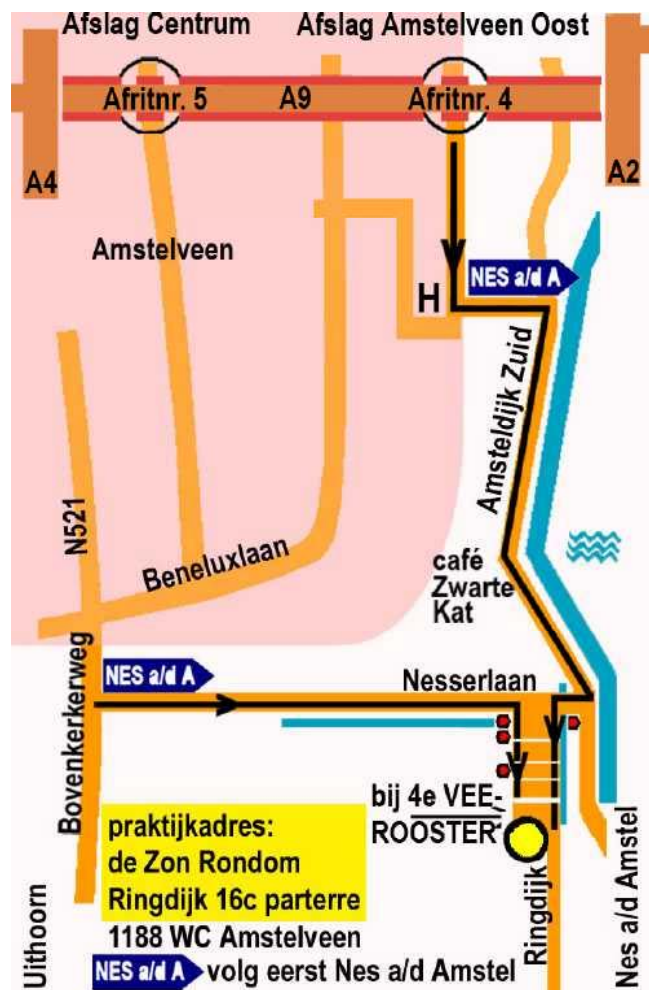 Afslag Centrum
Afslag Amstelveen Oost
Afritnr. 5
A9
Afritnr. 4
A4
A2
Amstelveen
NES a/d A
H
Amsteldijk Zuid
N521
Beneluxlaan
café
Zwarte
Kat
NES a/d A
Nesserlaan
Bovenkerkerweg
bij 4e VEE-
ROOSTER
praktijkadres:
de Zon Rondom
Ringdijk 16c parterre
1188 WC Amstelveen
NES a/d A volg eerst Nes a/d Amstel
Uithoorn
Ringdijk
Nes a/d Amstel